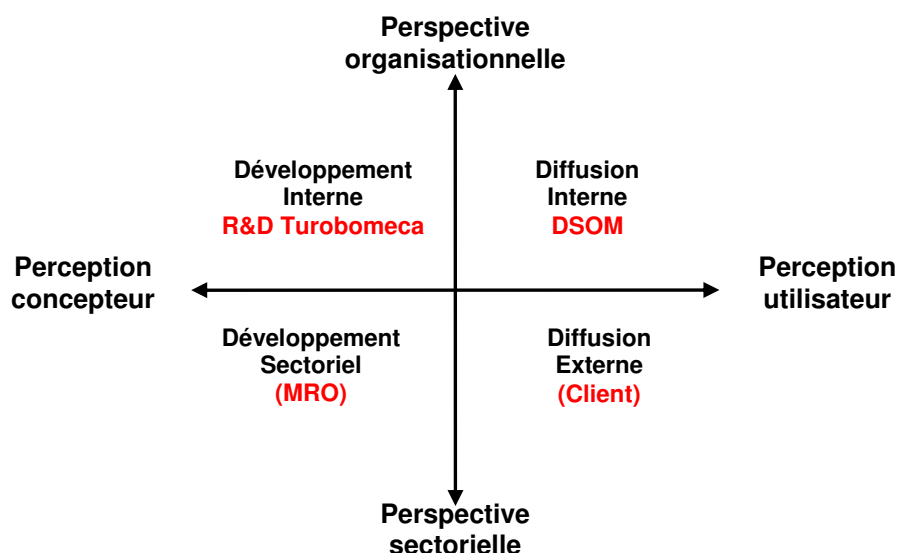 Perspective
organisationnelle
Développement
Interne
R&D Turobomeca
Diffusion
Interne
DSOM
Perception
concepteur
Perception
utilisateur
Développement
Sectoriel
(MRO)
Diffusion
Externe
(Client)
Perspective
sectorielle